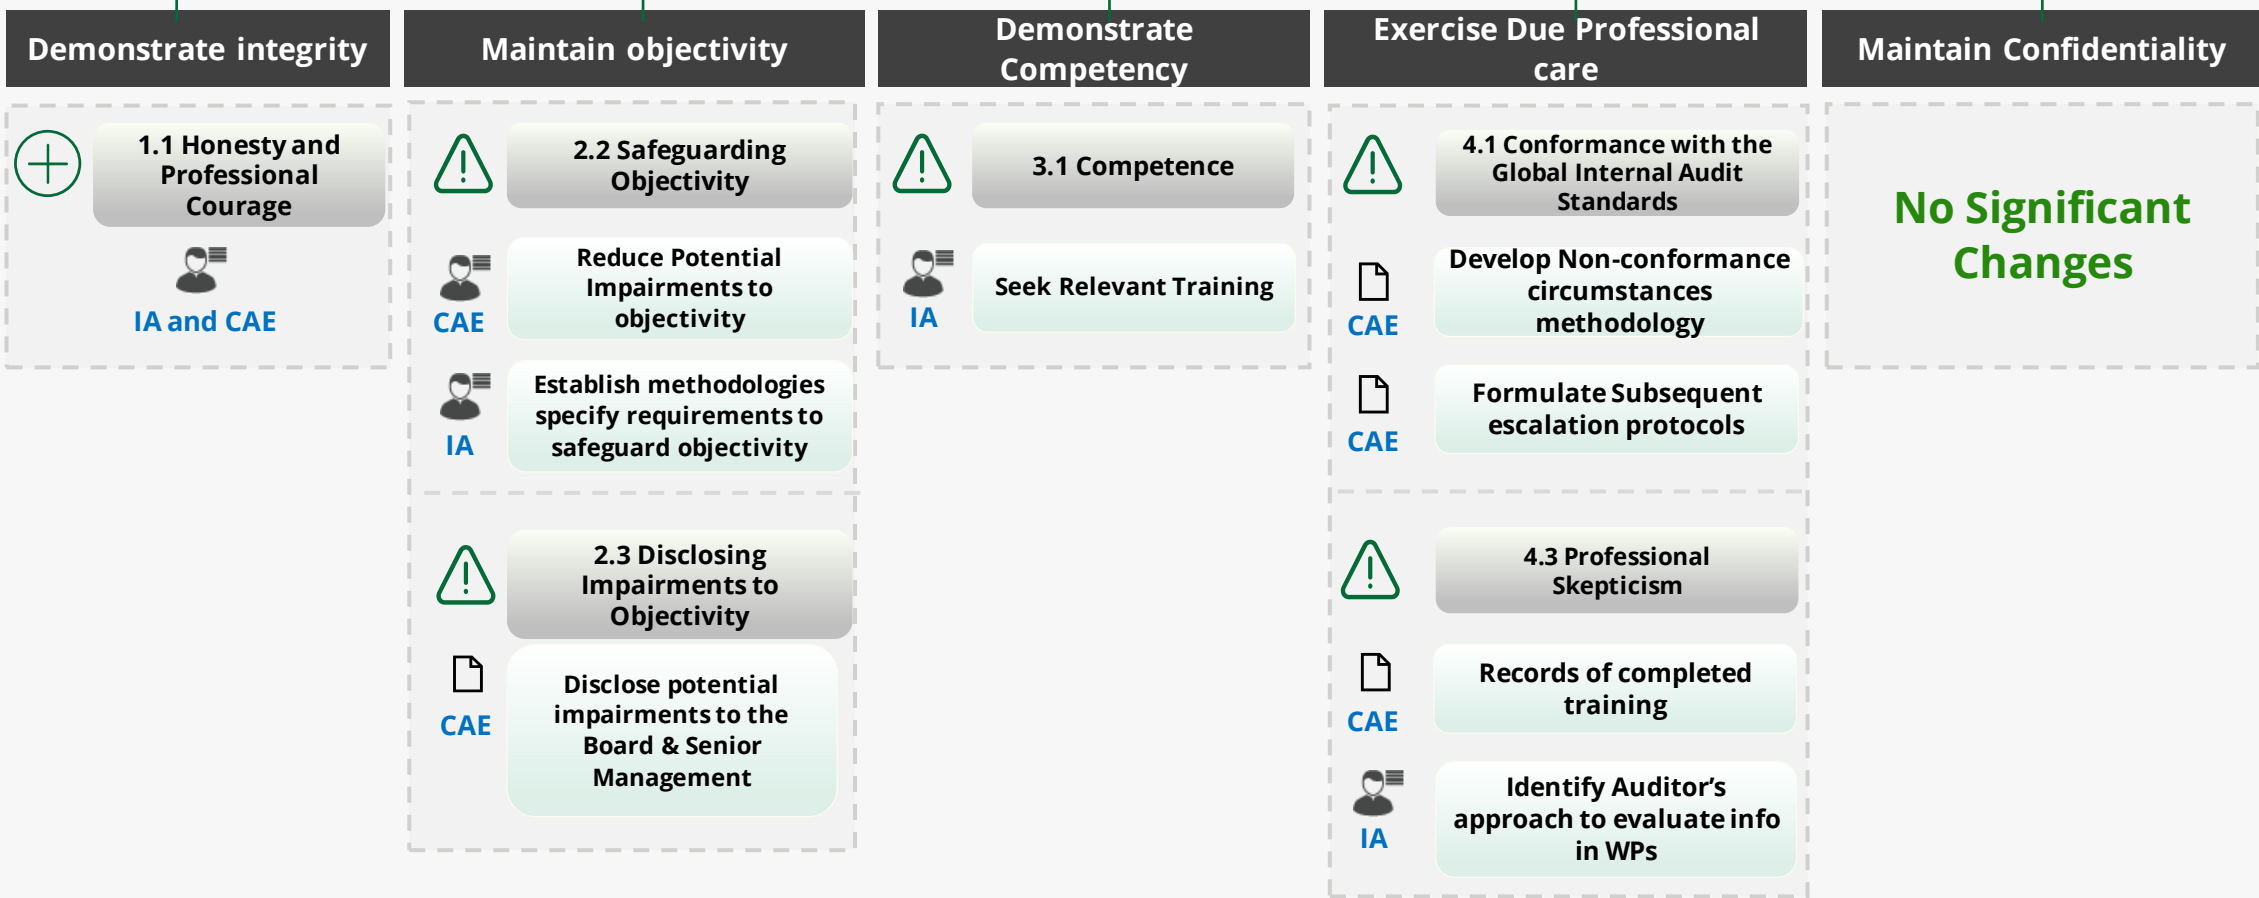 Demonstrate integrity
1.1 Honesty and
Professional
Courage
IA and CAE
Maintain objectivity
2.2 Safeguarding
Objectivity
CAE
Reduce Potential
Impairments to
objectivity
IA
Establish methodologies
specify requirements to
safeguard objectivity
2.3 Disclosing
Impairments to
Objectivity
CAE
Disclose potential
impairments to the
Board & Senior
Management
Demonstrate
Competency
3.1 Competence
IA
Seek Relevant Training
Exercise Due Professional
care
4.1 Conformance with the
Global Internal Audit
Standards
CAE
Develop Non-conformance
circumstances
methodology
CAE
Formulate Subsequent
escalation protocols
4.3 Professional
Skepticism
CAE
Records of completed
training
IA
Identify Auditor’s
approach to evaluate info
in WPs
Maintain Confidentiality
No Significant
Changes